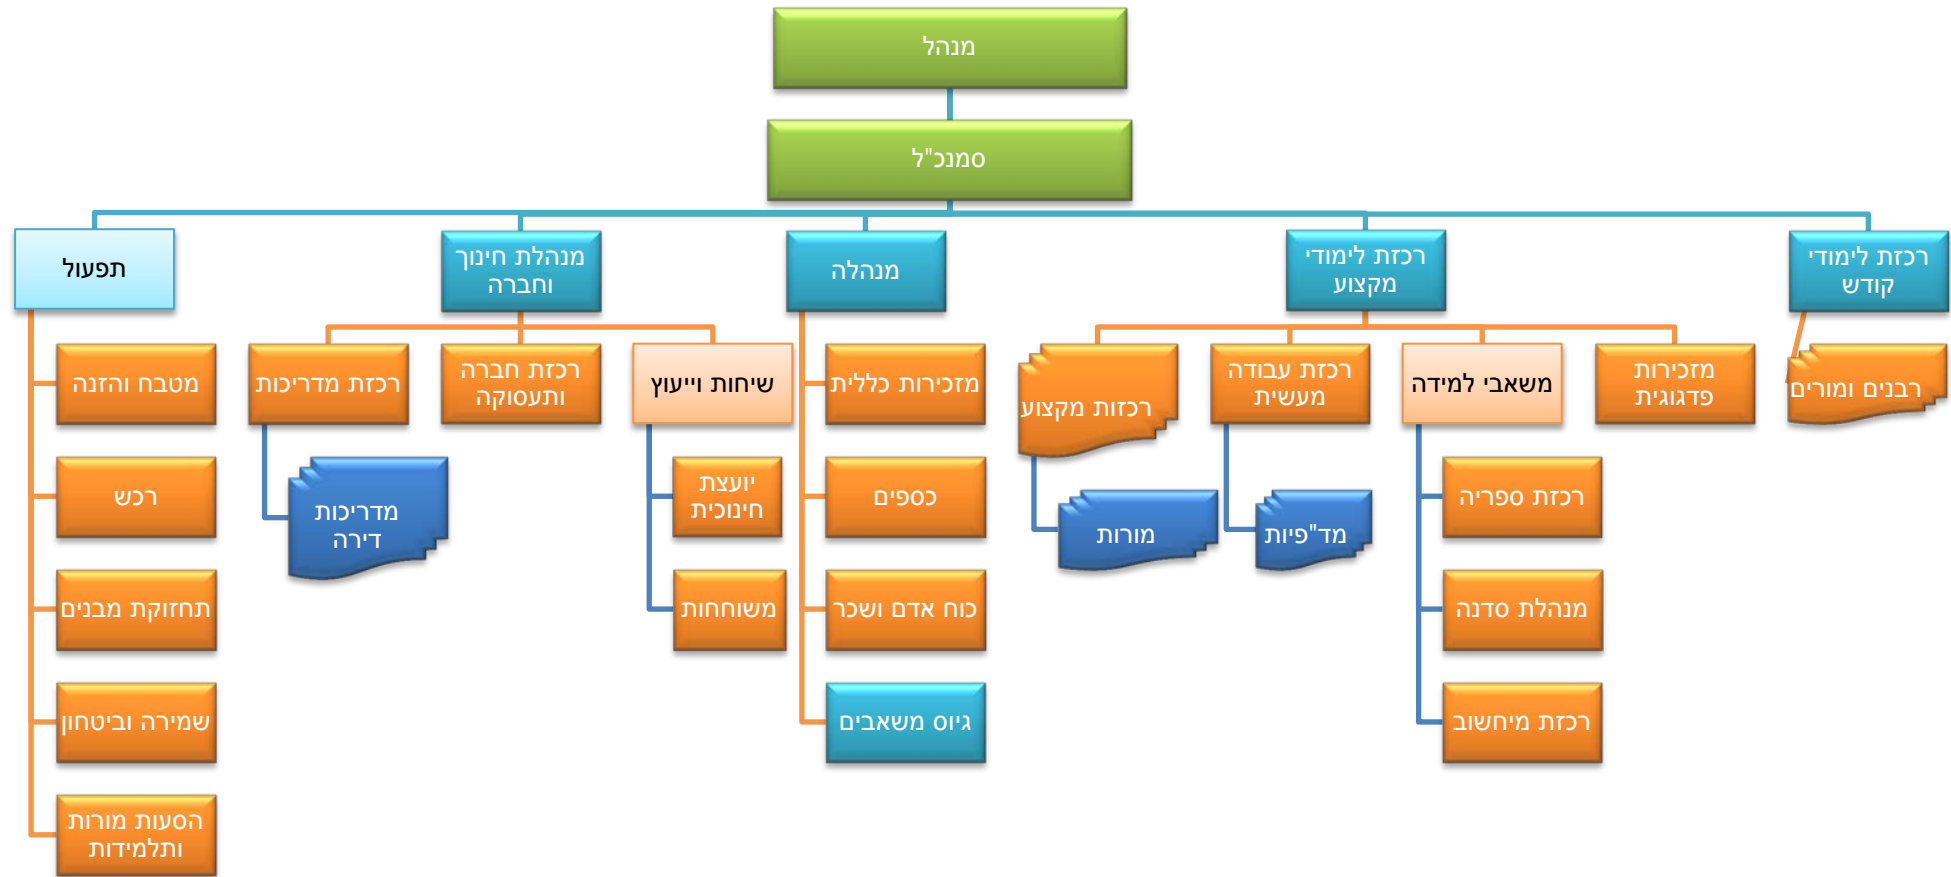 מנהל
סמנכ"ל
רכזת לימודי
קודש
רכזת לימודי
מקצוע
מנהלה
מנהלת חינוך
וחברה
תפעול
רבנים ומורים
מזכירות
פדגוגית
משאבי למידה
רכזת עבודה
מעשית
רכזות מקצוע
מזכירות כללית
שיחות וייעוץ
רכזת חברה
ותעסוקה
רכזת מדריכות
מטבח והזנה
רכזת ספריה
מד"פיות
מורות
כספים
יועצת
חינוכית
מדריכות
דירה
רכש
מנהלת סדנה
כוח אדם ושכר
משוחחות
תחזוקת מבנים
רכזת מיחשוב
גיוס משאבים
שמירה וביטחון
הסעות מורות
ותלמידות